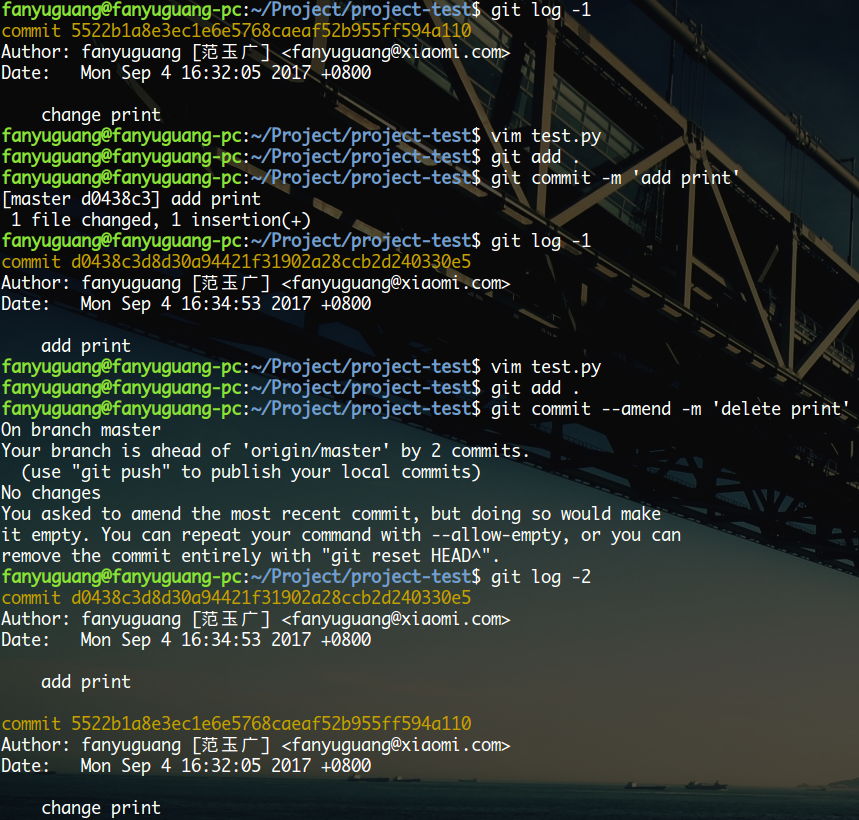 fanyuguang@fanyuguang-pc:~/Project/project-test$ git log -1
commit 5522b1a8e3ec1e6e5768caeaf52b955ff594a110
Author: fanyuguang [范玉广] <fanyuguang@xiaomi.com>
Date:   Mon Sep 4 16:32:05 2017 +0800
    change print
fanyuguang@fanyuguang-pc:~/Project/project-test$ vim test.py
fanyuguang@fanyuguang-pc:~/Project/project-test$ git add .
fanyuguang@fanyuguang-pc:~/Project/project-test$ git commit -m 'add print'
[master d0438c3] add print
 1 file changed, 1 insertion(+)
fanyuguang@fanyuguang-pc:~/Project/project-test$ git log -1
commit d0438c3d8d30a94421f31902a28ccb2d240330e5
Author: fanyuguang [范玉广] <fanyuguang@xiaomi.com>
Date:   Mon Sep 4 16:34:53 2017 +0800
    add print
fanyuguang@fanyuguang-pc:~/Project/project-test$ vim test.py
fanyuguang@fanyuguang-pc:~/Project/project-test$ git add .
fanyuguang@fanyuguang-pc:~/Project/project-test$ git commit --amend -m 'delete print'
On branch master
Your branch is ahead of 'origin/master' by 2 commits.
  (use "git push" to publish your local commits)
No changes
You asked to amend the most recent commit, but doing so would make
it empty. You can repeat your command with --allow-empty, or you can
remove the commit entirely with "git reset HEAD^".
fanyuguang@fanyuguang-pc:~/Project/project-test$ git log -2
commit d0438c3d8d30a94421f31902a28ccb2d240330e5
Author: fanyuguang [范玉广] <fanyuguang@xiaomi.com>
Date:   Mon Sep 4 16:34:53 2017 +0800
    add print
commit 5522b1a8e3ec1e6e5768caeaf52b955ff594a110
Author: fanyuguang [范玉广] <fanyuguang@xiaomi.com>
Date:   Mon Sep 4 16:32:05 2017 +0800
    change print